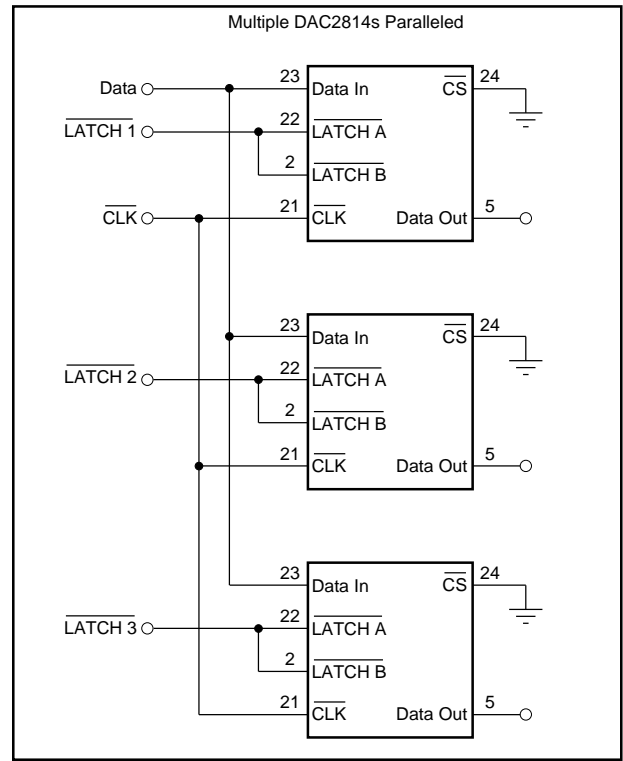 Multiple DAC2814s Paralleled
Data 23 Data In CS 24
LATCH 1 22 LATCH A
2 LATCH B
CLK 21 CLK Data Out 5
23 Data In CS 24
LATCH 2 22 LATCH A
2 LATCH B
21 CLK Data Out 5
23 Data In CS 24
LATCH 3 22 LATCH A
2 LATCH B
21 CLK Data Out 5